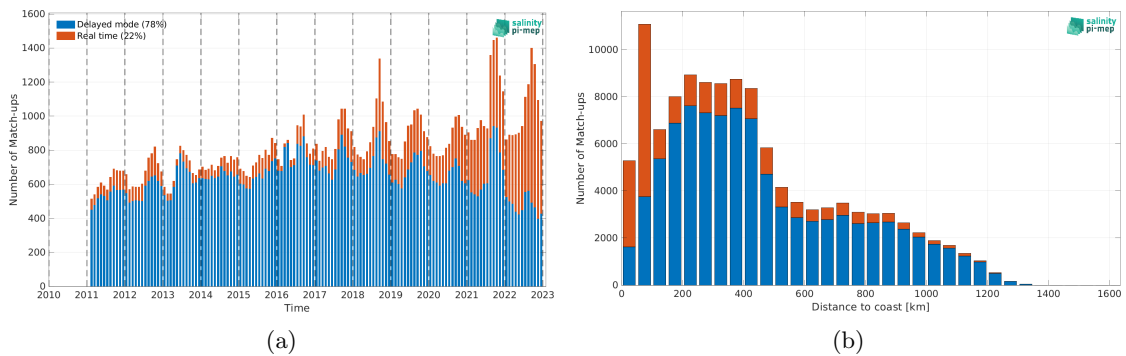 1600
1400
1200
1000
800
600
400
200
0
Number of Match-ups
Delayed mode (78%)
Real time (22%)
salinity
pi-mep
2010 2011 2012 2013 2014 2015 2016 2017 2018 2019 2020 2021 2022 2023
Time
(a)
10000
8000
6000
4000
2000
0
Number of Match-ups
salinity
pi-mep
0 200 400 600 800 1000 1200 1400 1600
Distance to coast [km]
(b)